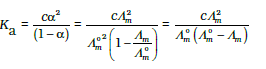 Kₐ = cα² / (1 − α) = cΛₘ² / Λₘ°² (1 − Λₘ / Λₘ°) = cΛₘ² / Λₘ° (Λₘ° − Λₘ)